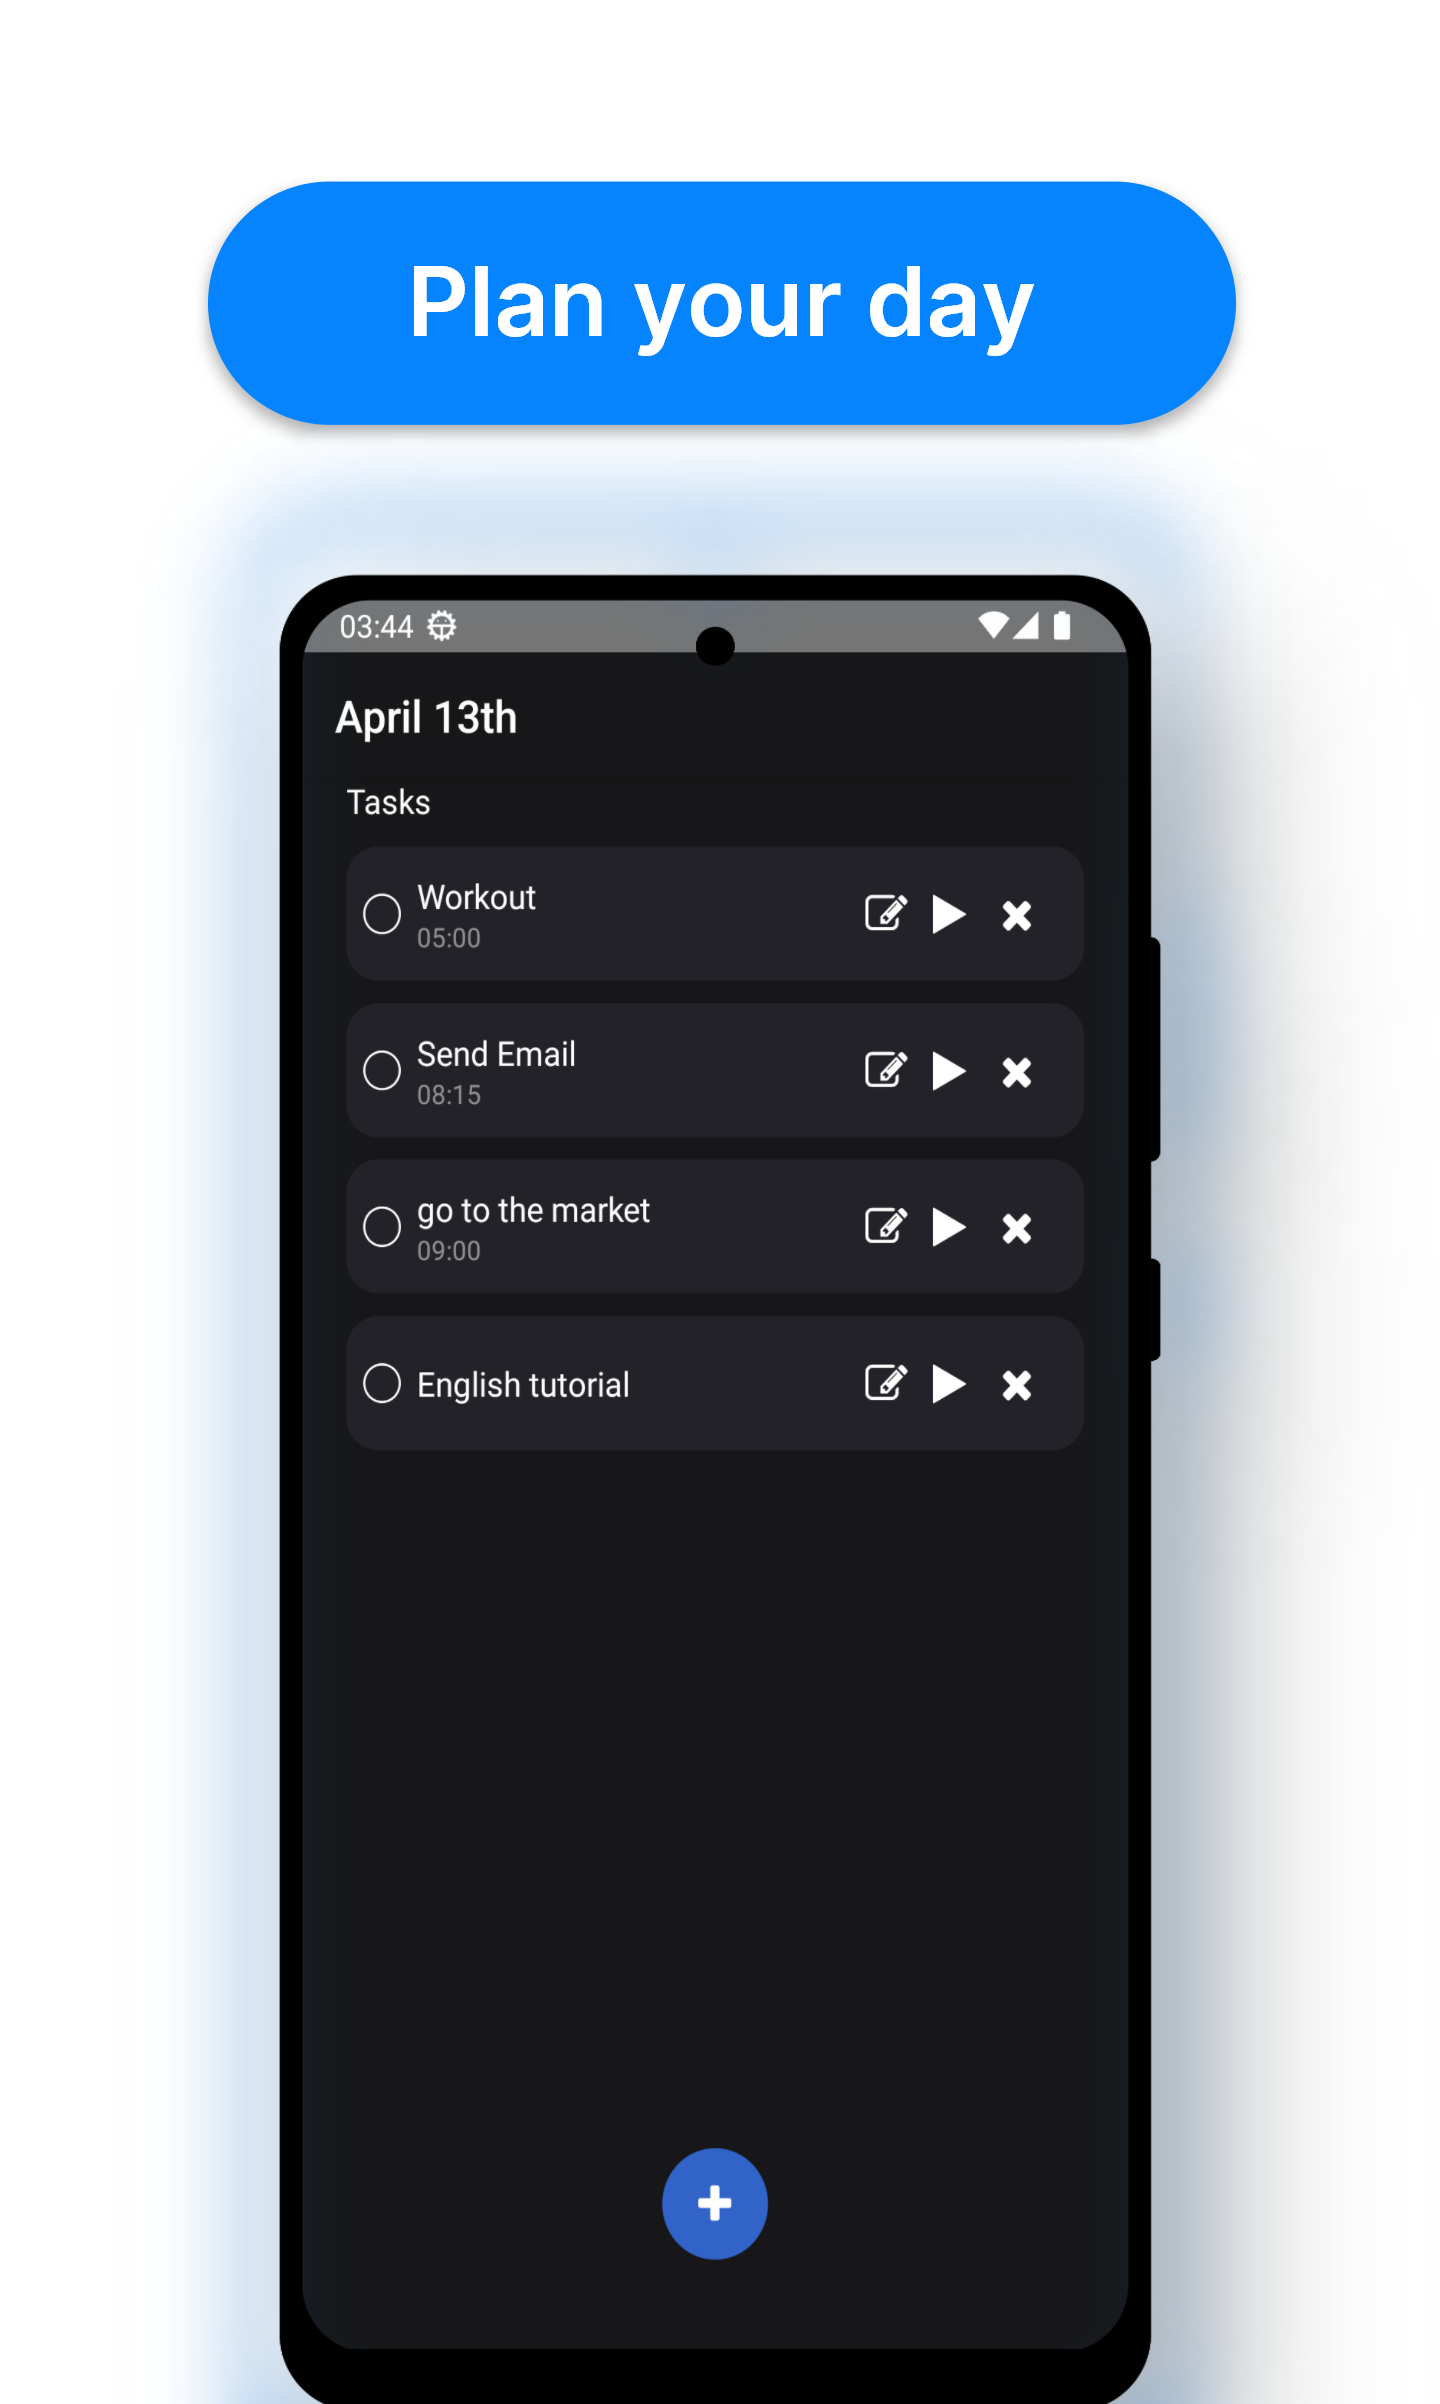 Plan your day
03:44
April 13th
Tasks
Workout
05:00
Send Email
08:15
go to the market
09:00
English tutorial